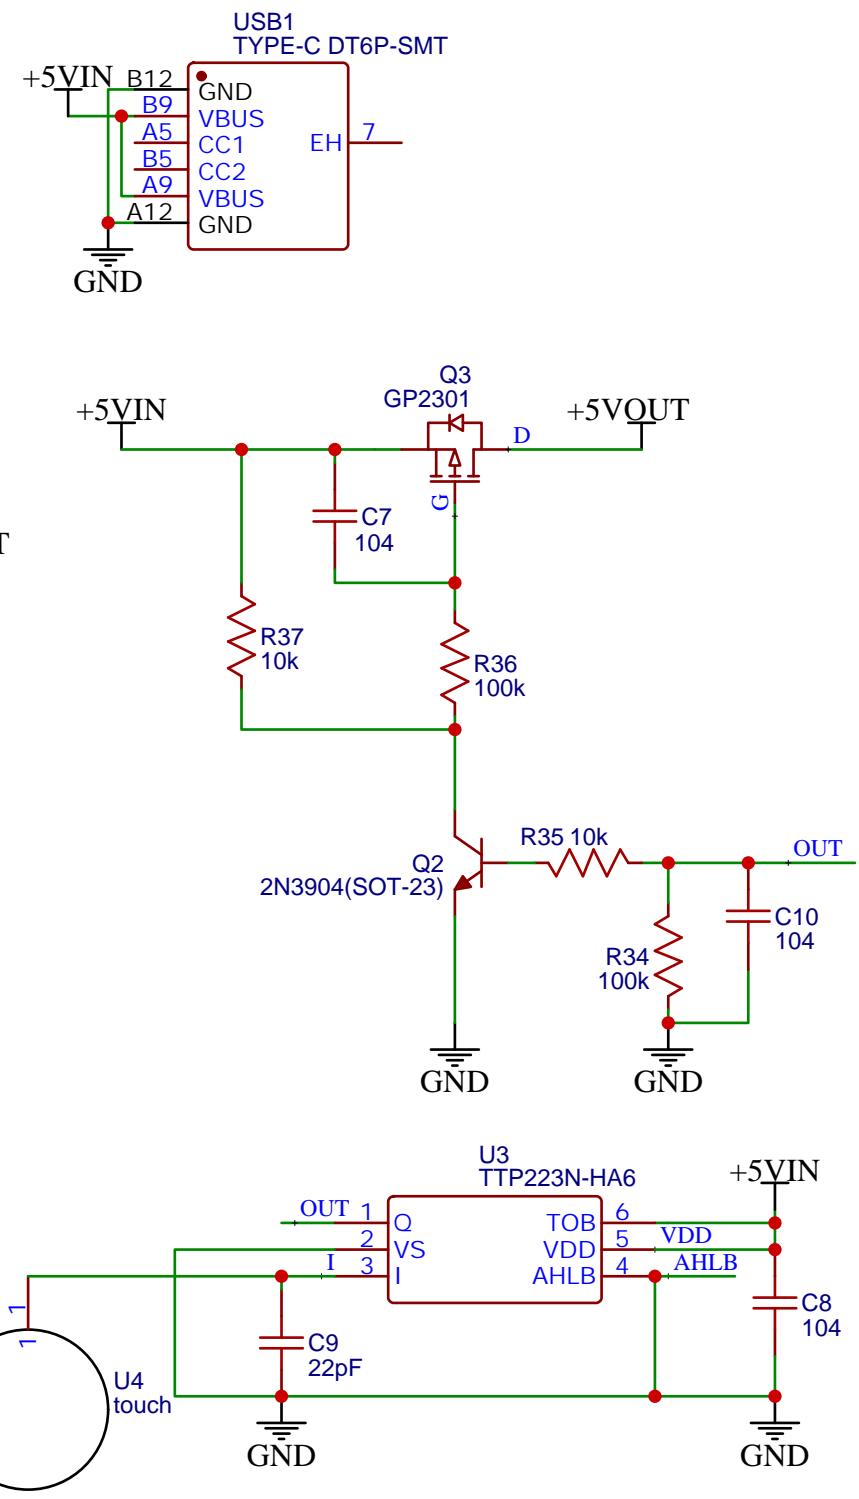 USB1
TYPE-C DT6P-SMT
+5VIN
B12
GND
B9
VBUS
A5
CC1
EH
7
B5
CC2
A9
VBUS
A12
GND
GND
Q3
GP2301
+5VIN
+5VOUT
D
G
C7
104
T
R37
10k
R36
100k
R35 10k
OUT
Q2
2N3904(SOT-23)
C10
104
R34
100k
GND
GND
U3
TTP223N-HA6
+5VIN
OUT
1
Q
TOB
6
2
VS
VDD
5
VDD
I
3
I
AHLB
4
AHLB
1
1
C9
22pF
C8
104
U4
touch
GND
GND